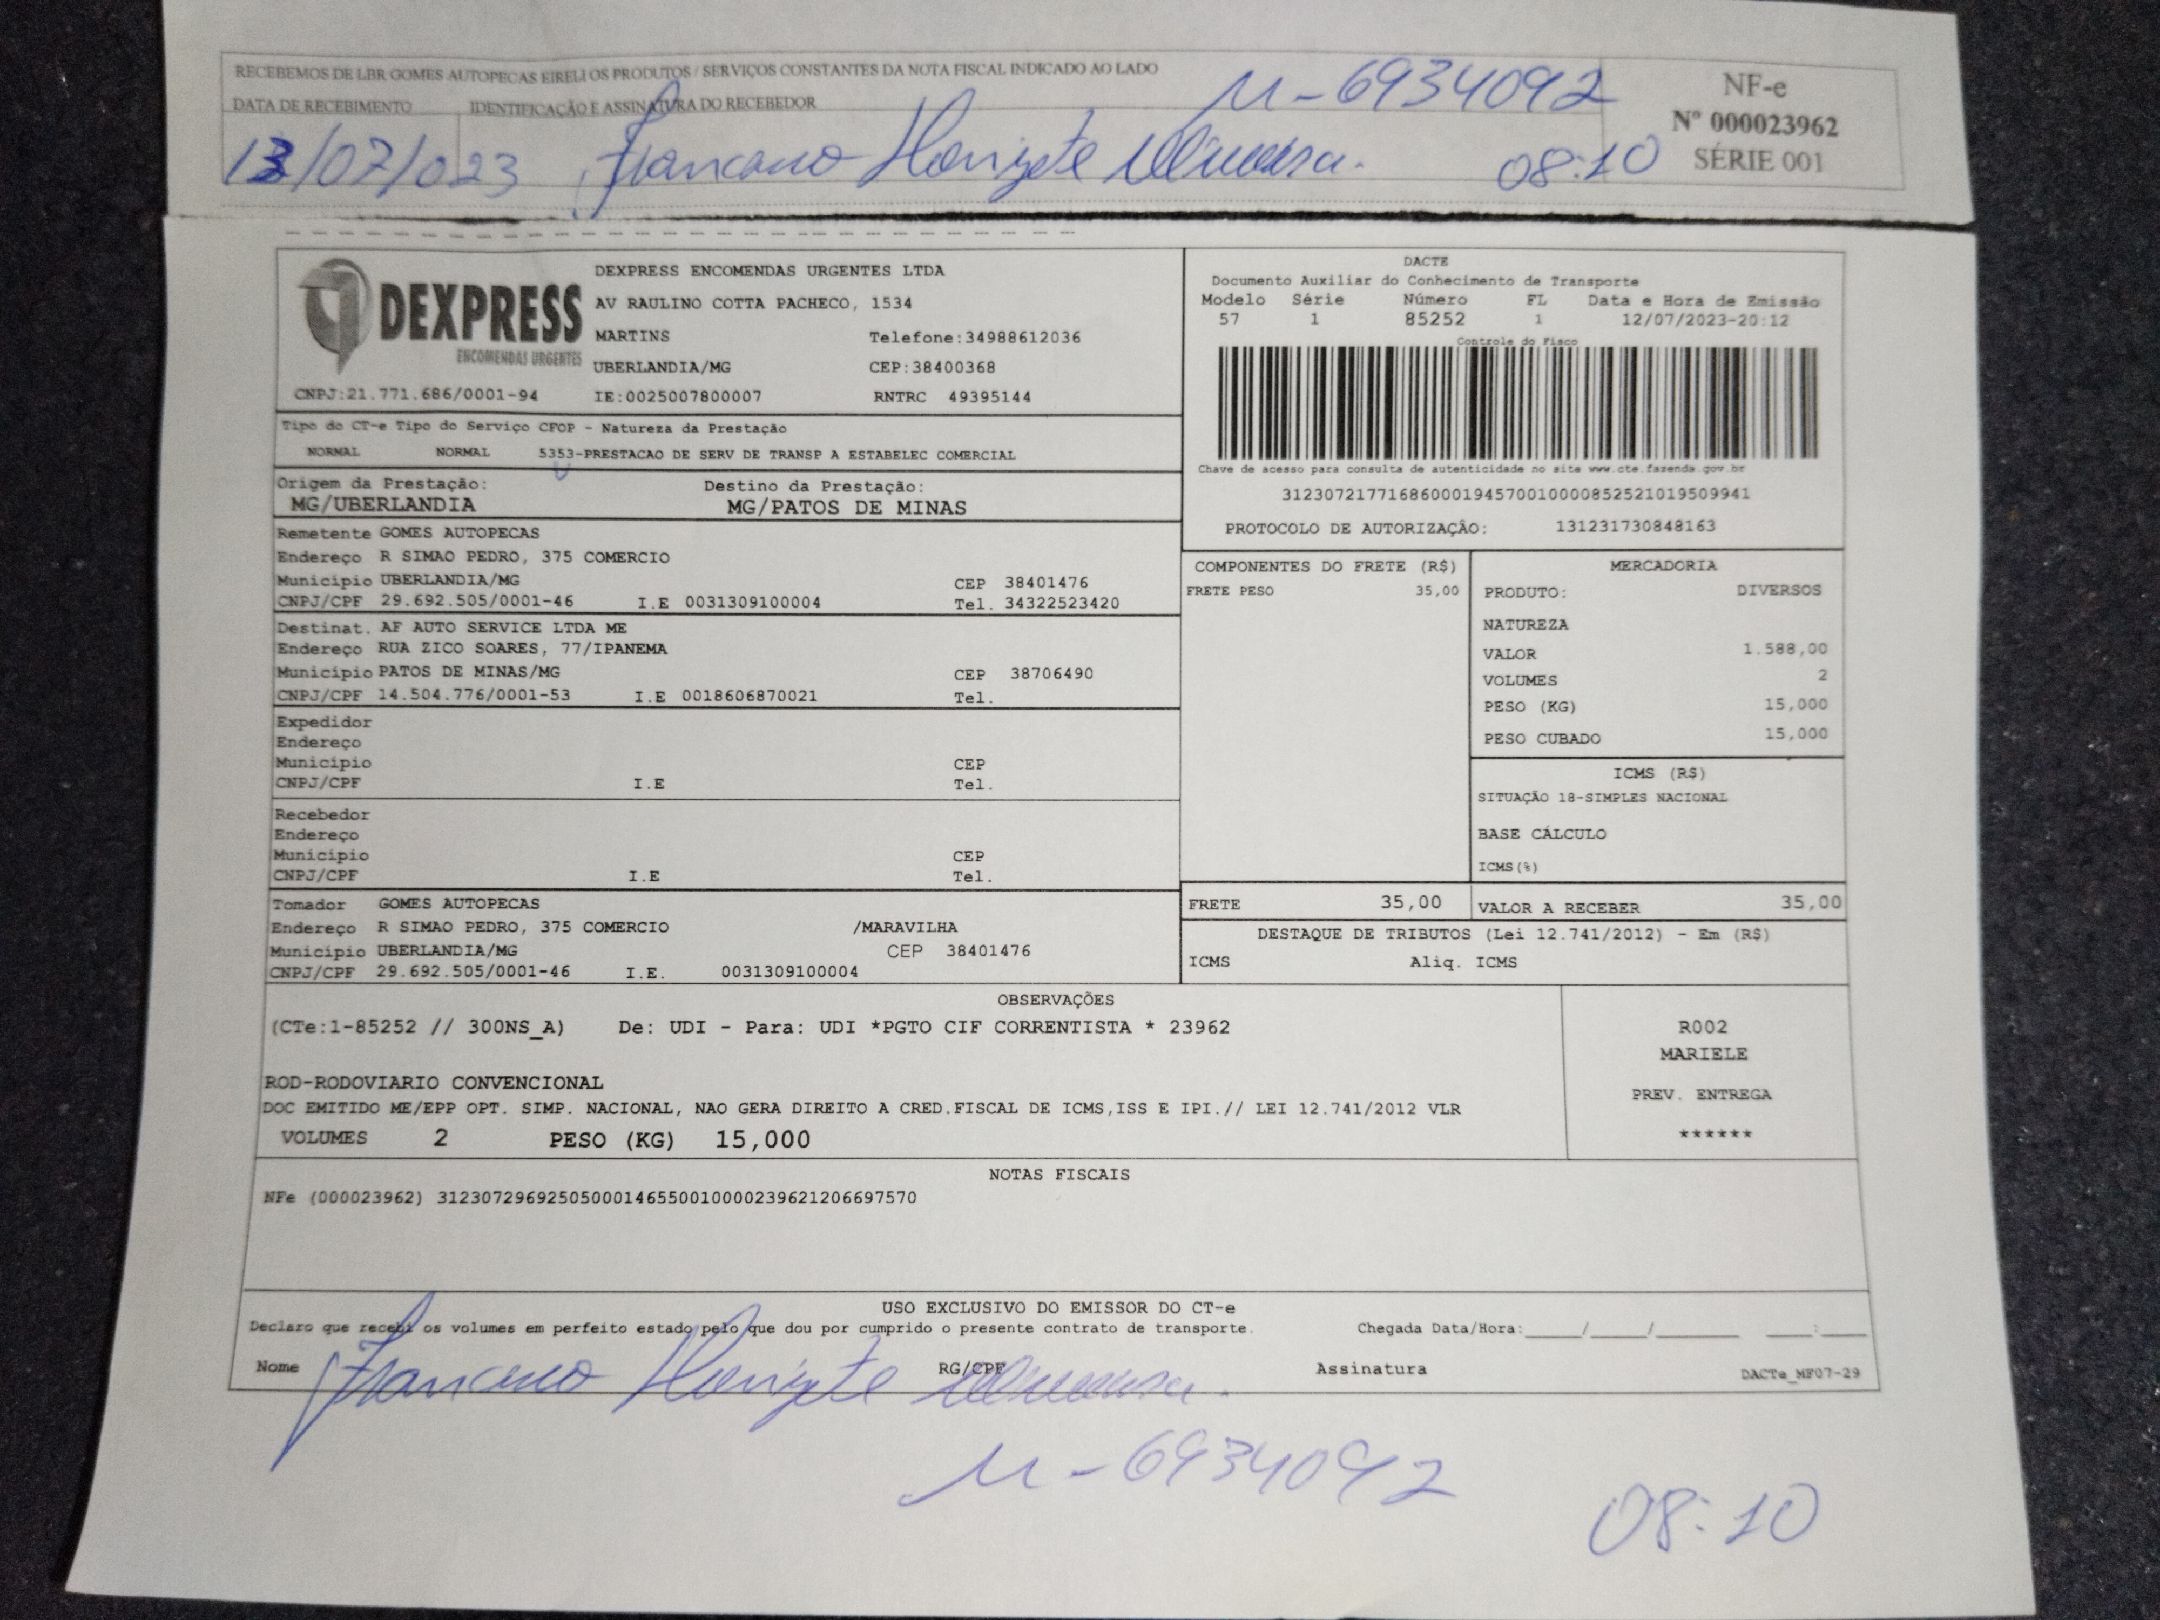 RECEBEMOS DE LBR GOMES AUTOPECAS EIRELI OS PRODUTOS / SERVIÇOS CONSTANTES DA NOTA FISCAL INDICADO AO LADO
M-6934092
NF-e
DATA DE RECEBIMENTO IDENTIFICAÇÃO E ASSINATURA DO RECEBEDOR
Nº 000023962
13/07/023 08:10
SÉRIE 001
DEXPRESS
ENCOMENDAS URGENTES
CNPJ:21.771.686/0001-94
DEXPRESS ENCOMENDAS URGENTES LTDA
AV RAULINO COTTA PACHECO, 1534
MARTINS Telefone:34988612036
UBERLANDIA/MG CEP:38400368
IE:0025007800007 RNTRC 49395144
DACTE
Documento Auxiliar do Conhecimento de Transporte
Modelo Série Número FL Data e Hora de Emissão
57 1 85252 1 12/07/2023-20:12
Controle do Fisco
Chave de acesso para consulta de autenticidade no site www.cte.fazenda.gov.br
31230721771686000194570010000852521019509941
PROTOCOLO DE AUTORIZAÇÃO: 131231730848163
Tipo do CT-e Tipo do Serviço CFOP - Natureza da Prestação
NORMAL NORMAL 5353-PRESTACAO DE SERV DE TRANSP A ESTABELEC COMERCIAL
Origem da Prestação: Destino da Prestação:
MG/UBERLANDIA MG/PATOS DE MINAS
Remetente GOMES AUTOPECAS
Endereço R SIMAO PEDRO, 375 COMERCIO
Município UBERLANDIA/MG CEP 38401476
CNPJ/CPF 29.692.505/0001-46 I.E 0031309100004 Tel. 34322523420
Destinat. AF AUTO SERVICE LTDA ME
Endereço RUA ZICO SOARES, 77/IPANEMA
Município PATOS DE MINAS/MG CEP 38706490
CNPJ/CPF 14.504.776/0001-53 I.E 0018606870021 Tel.
Expedidor
Endereço
Município CEP
CNPJ/CPF I.E Tel.
Recebedor
Endereço
Município CEP
CNPJ/CPF I.E Tel.
Tomador GOMES AUTOPECAS
Endereço R SIMAO PEDRO, 375 COMERCIO /MARAVILHA
Município UBERLANDIA/MG CEP 38401476
CNPJ/CPF 29.692.505/0001-46 I.E. 0031309100004
COMPONENTES DO FRETE (R$)
FRETE PESO 35,00
MERCADORIA
PRODUTO: DIVERSOS
NATUREZA
VALOR 1.588,00
VOLUMES 2
PESO (KG) 15,000
PESO CUBADO 15,000
ICMS (R$)
SITUAÇÃO 18-SIMPLES NACIONAL
BASE CÁLCULO
ICMS(%)
FRETE 35,00 VALOR A RECEBER 35,00
DESTAQUE DE TRIBUTOS (Lei 12.741/2012) - Em (R$)
ICMS Aliq. ICMS
OBSERVAÇÕES
(CTe:1-85252 // 300NS_A) De: UDI - Para: UDI *PGTO CIF CORRENTISTA * 23962
ROD-RODOVIARIO CONVENCIONAL
DOC EMITIDO ME/EPP OPT. SIMP. NACIONAL, NAO GERA DIREITO A CRED.FISCAL DE ICMS,ISS E IPI.// LEI 12.741/2012 VLR
VOLUMES 2 PESO (KG) 15,000
R002
MARIELE
PREV. ENTREGA
******
NOTAS FISCAIS
NFe (000023962) 31230729692505000146550010000239621206697570
USO EXCLUSIVO DO EMISSOR DO CT-e
Declaro que recebi os volumes em perfeito estado pelo que dou por cumprido o presente contrato de transporte. Chegada Data/Hora:____/____/______ ___:___
Nome RG/CPF Assinatura DACTe_MF07-29
M-6934092
08:10